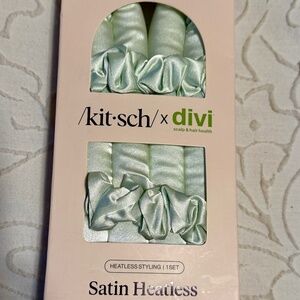 /kit•sch/ x divi
scalp & hair health
HEATLESS STYLING | 1 SET
Satin Heatless